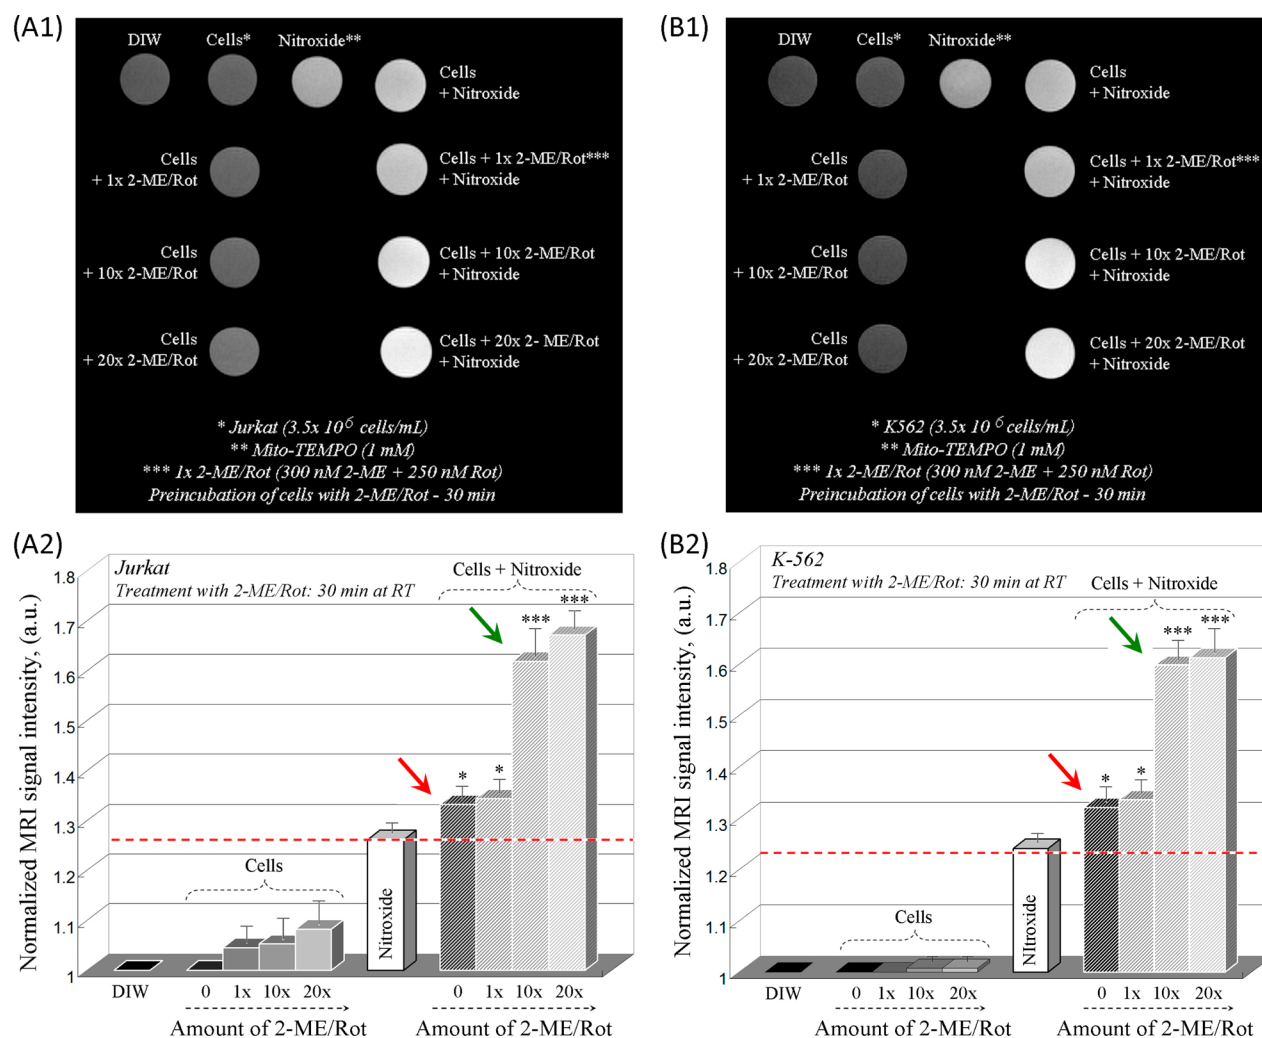 (A1)
DIW
Cells*
Nitroxide**
Cells
+ Nitroxide
Cells
+ 1x 2-ME/Rot
Cells + 1x 2-ME/Rot***
+ Nitroxide
Cells
+ 10x 2-ME/Rot
Cells + 10x 2-ME/Rot
+ Nitroxide
Cells
+ 20x 2-ME/Rot
Cells + 20x 2- ME/Rot
+ Nitroxide
* Jurkat (3.5x 10⁶ cells/mL)
** Mito-TEMPO (1 mM)
*** 1x 2-ME/Rot (300 nM 2-ME + 250 nM Rot)
Preincubation of cells with 2-ME/Rot - 30 min
(B1)
DIW
Cells*
Nitroxide**
Cells
+ Nitroxide
Cells
+ 1x 2-ME/Rot
Cells + 1x 2-ME/Rot***
+ Nitroxide
Cells
+ 10x 2-ME/Rot
Cells + 10x 2-ME/Rot
+ Nitroxide
Cells
+ 20x 2-ME/Rot
Cells + 20x 2-ME/Rot
+ Nitroxide
* K562 (3.5x 10⁶ cells/mL)
** Mito-TEMPO (1 mM)
*** 1x 2-ME/Rot (300 nM 2-ME + 250 nM Rot)
Preincubation of cells with 2-ME/Rot - 30 min
(A2)
Jurkat
Treatment with 2-ME/Rot: 30 min at RT
Cells + Nitroxide
Normalized MRI signal intensity, (a.u.)
1.8
1.7
1.6
1.5
1.4
1.3
1.2
1.1
1
***
***
*
*
Cells
Nitroxide
DIW
0 1x 10x 20x
0 1x 10x 20x
Amount of 2-ME/Rot
Amount of 2-ME/Rot
(B2)
K-562
Treatment with 2-ME/Rot: 30 min at RT
Cells + Nitroxide
Normalized MRI signal intensity, (a.u.)
1.8
1.7
1.6
1.5
1.4
1.3
1.2
1.1
1
***
***
*
*
Cells
NItroxide
DIW
0 1x 10x 20x
0 1x 10x 20x
Amount of 2-ME/Rot
Amount of 2-ME/Rot